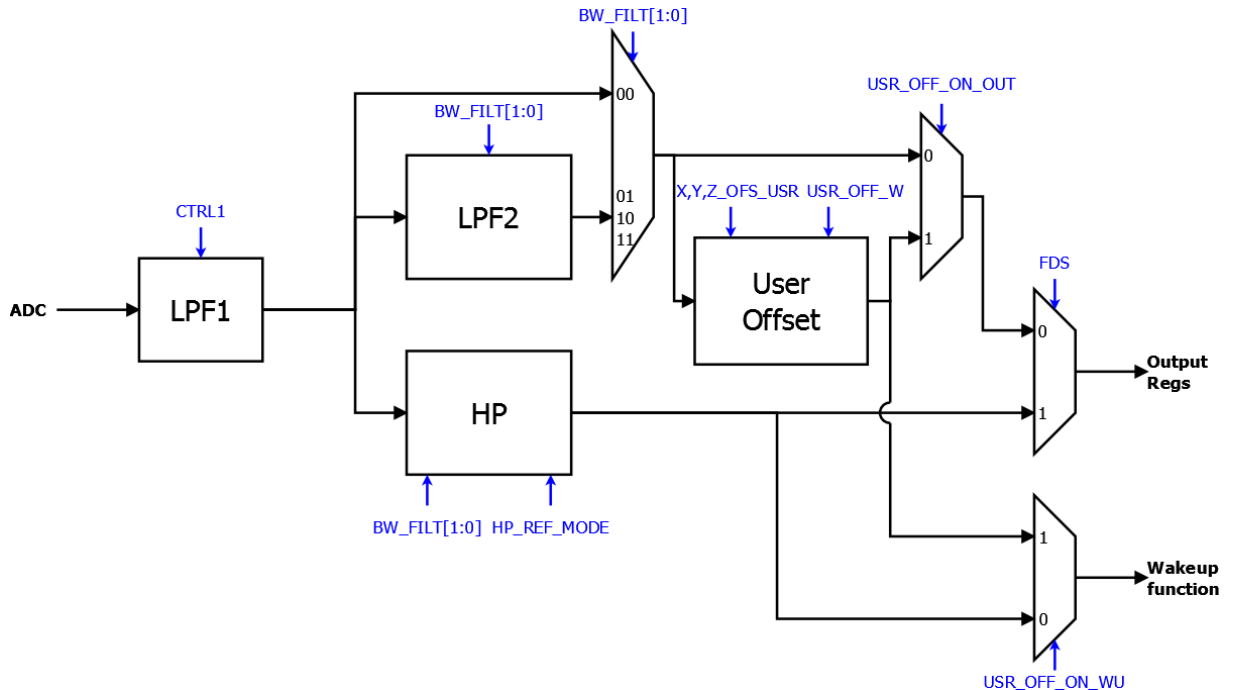 BW_FILT[1:0]
USR_OFF_ON_OUT
00
BW_FILT[1:0]
0
01
X,Y,Z_OFS_USR USR_OFF_W
CTRL1
LPF2
10
11
1
FDS
ADC
LPF1
User
Offset
0
Output
Regs
HP
1
BW_FILT[1:0] HP_REF_MODE
1
Wakeup
function
0
USR_OFF_ON_WU